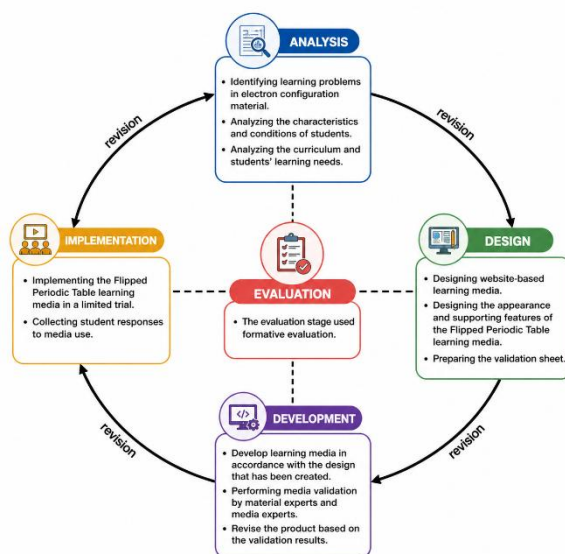 ANALYSIS
• Identifying learning problems
in electron configuration
material.
• Analyzing the characteristics
and conditions of students.
• Analyzing the curriculum and
students' learning needs.
revision
revision
IMPLEMENTATION
• Implementing the Flipped
Periodic Table learning
media in a limited trial.
• Collecting student responses
to media use.
EVALUATION
• The evaluation stage used
formative evaluation.
DESIGN
• Designing website-based
learning media.
• Designing the appearance
and supporting features of
the Flipped Periodic Table
learning media.
• Preparing the validation sheet.
revision
revision
</> DEVELOPMENT
• Develop learning media in
accordance with the design
that has been created.
• Performing media validation
by material experts and
media experts.
• Revise the product based on
the validation results.